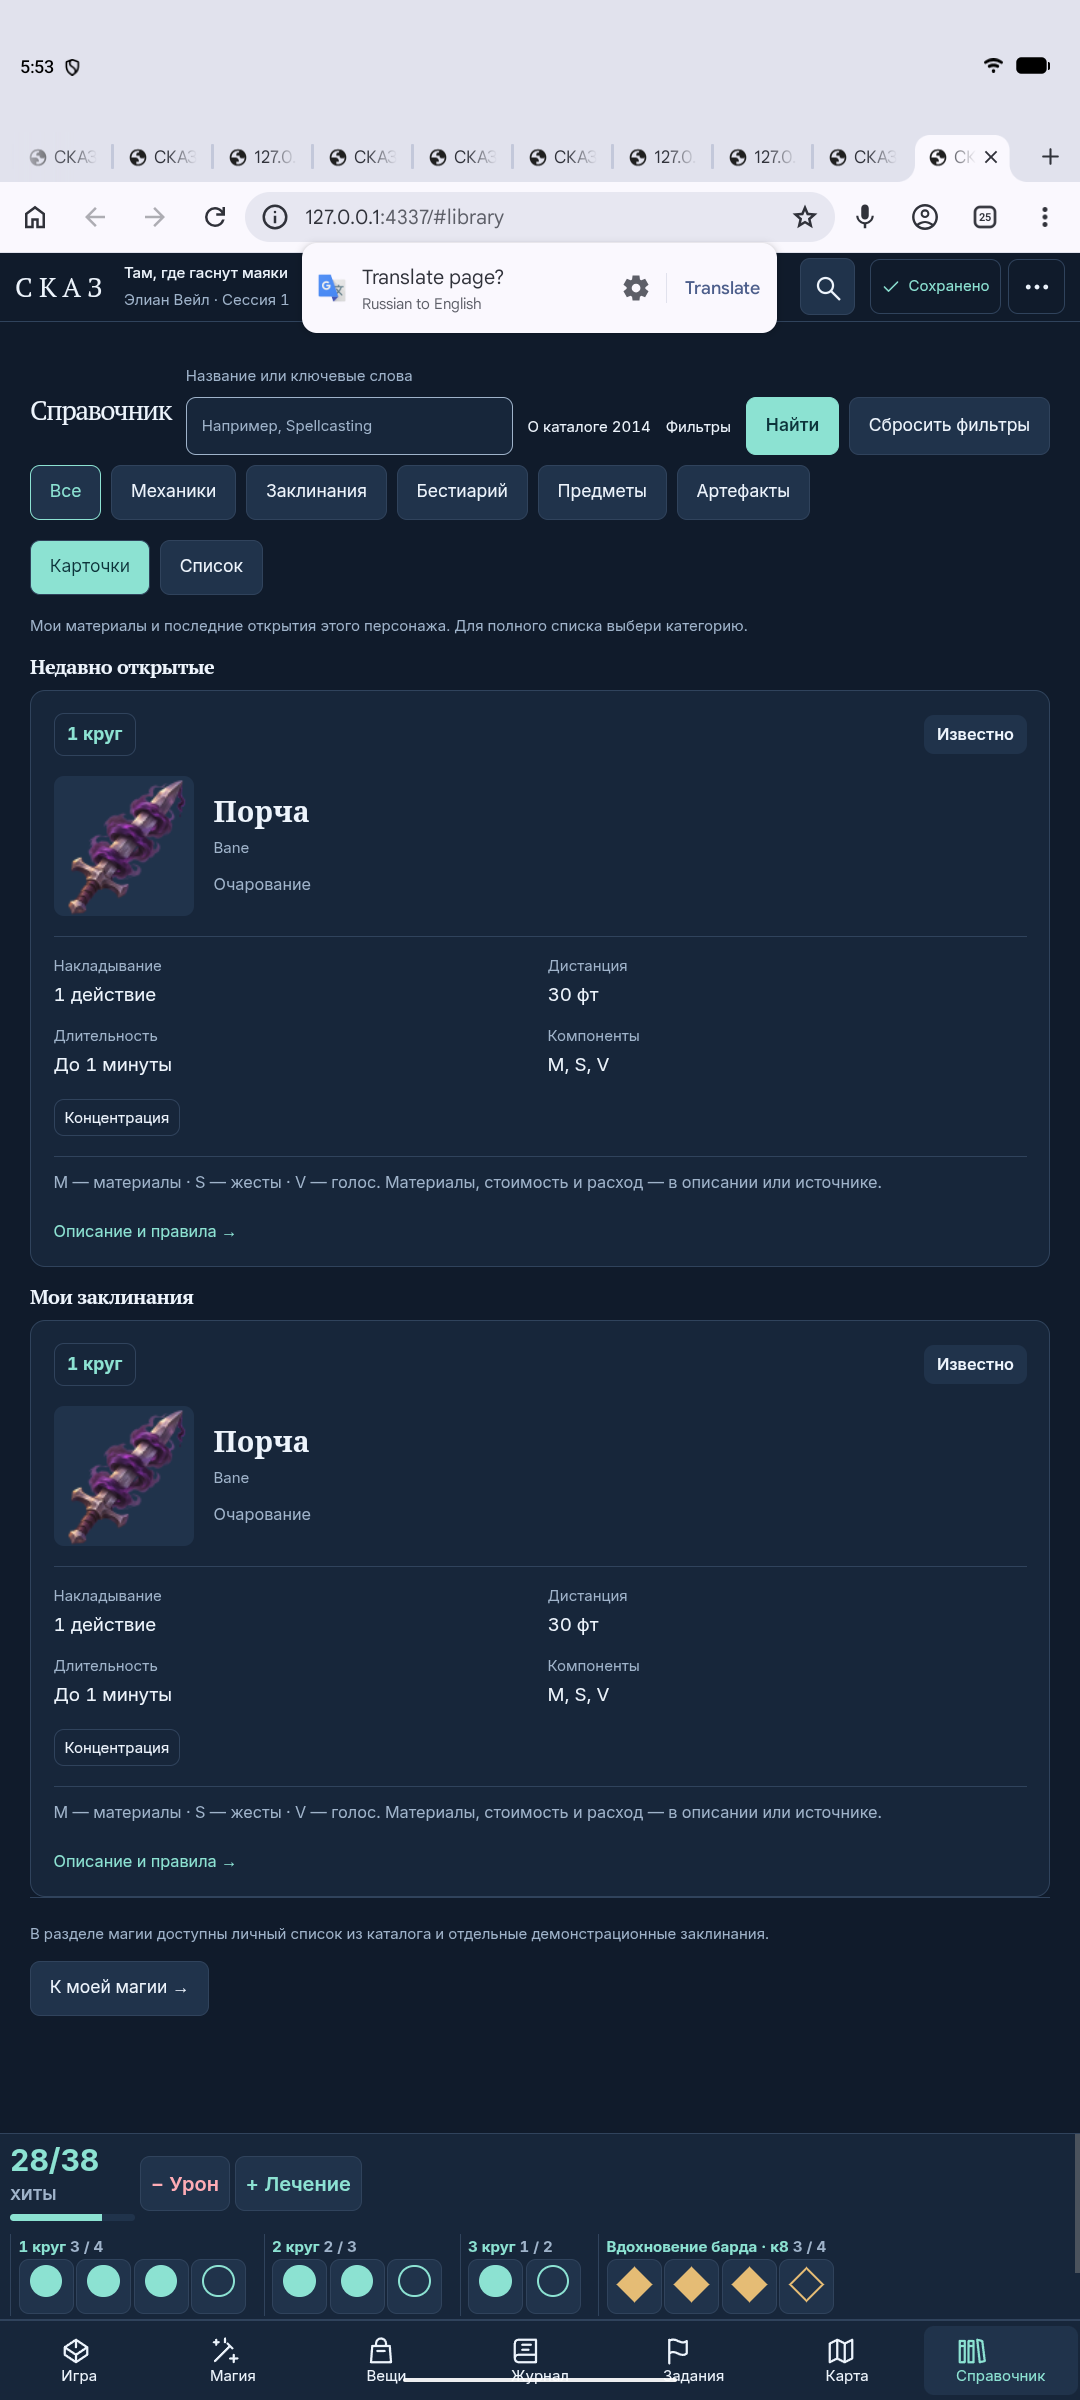 5:53
СКАЗ
СКАЗ
127.0.
СКАЗ
СКАЗ
СКАЗ
127.0.
127.0.
СКАЗ
СК
127.0.0.1:4337/#library
25
СКАЗ
Там, где гаснут маяки
Элиан Вейл · Сессия 1
Translate page?
Russian to English
Translate
Сохранено
Справочник
Название или ключевые слова
Например, Spellcasting
О каталоге 2014
Фильтры
Найти
Сбросить фильтры
Все
Механики
Заклинания
Бестиарий
Предметы
Артефакты
Карточки
Список
Мои материалы и последние открытия этого персонажа. Для полного списка выбери категорию.
Недавно открытые
1 круг
Известно
Порча
Bane
Очарование
Накладывание
Дистанция
1 действие
30 фт
Длительность
Компоненты
До 1 минуты
M, S, V
Концентрация
M — материалы · S — жесты · V — голос. Материалы, стоимость и расход — в описании или источнике.
Описание и правила →
Мои заклинания
1 круг
Известно
Порча
Bane
Очарование
Накладывание
Дистанция
1 действие
30 фт
Длительность
Компоненты
До 1 минуты
M, S, V
Концентрация
M — материалы · S — жесты · V — голос. Материалы, стоимость и расход — в описании или источнике.
Описание и правила →
В разделе магии доступны личный список из каталога и отдельные демонстрационные заклинания.
К моей магии →
28/38
ХИТЫ
− Урон
+ Лечение
1 круг 3 / 4
2 круг 2 / 3
3 круг 1 / 2
Вдохновение барда · к8 3 / 4
Игра
Магия
Вещи
Журнал
Задания
Карта
Справочник